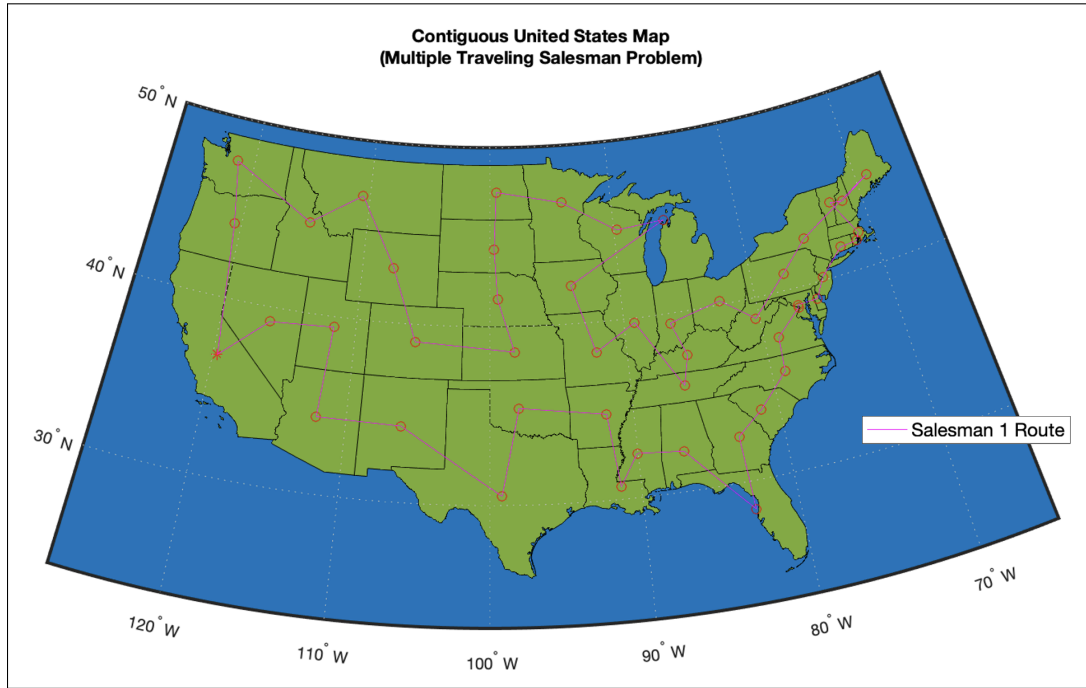 Contiguous United States Map
(Multiple Traveling Salesman Problem)
50° N
40° N
30° N
Salesman 1 Route
120° W
110° W
100° W
90° W
80° W
70° W